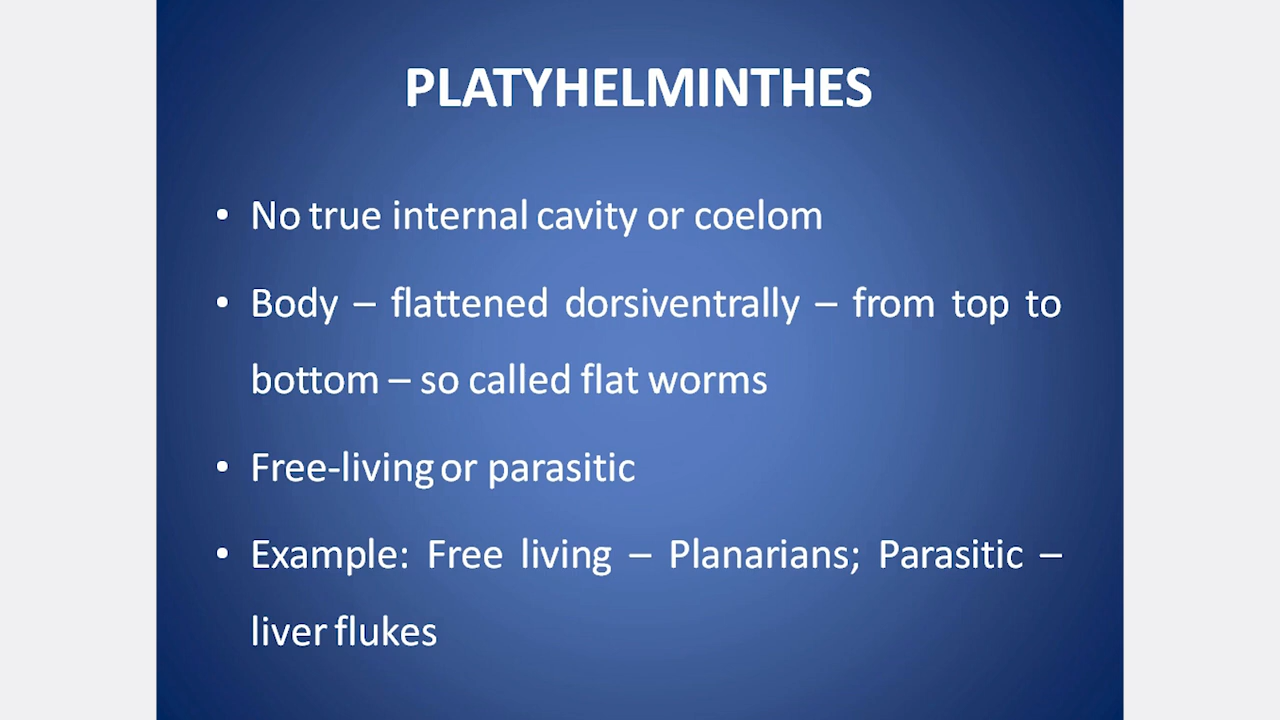 PLATYHELMINTHES
• No true internal cavity or coelom
• Body – flattened dorsiventrally – from top to
bottom – so called flat worms
• Free-living or parasitic
• Example: Free living – Planarians; Parasitic –
liver flukes